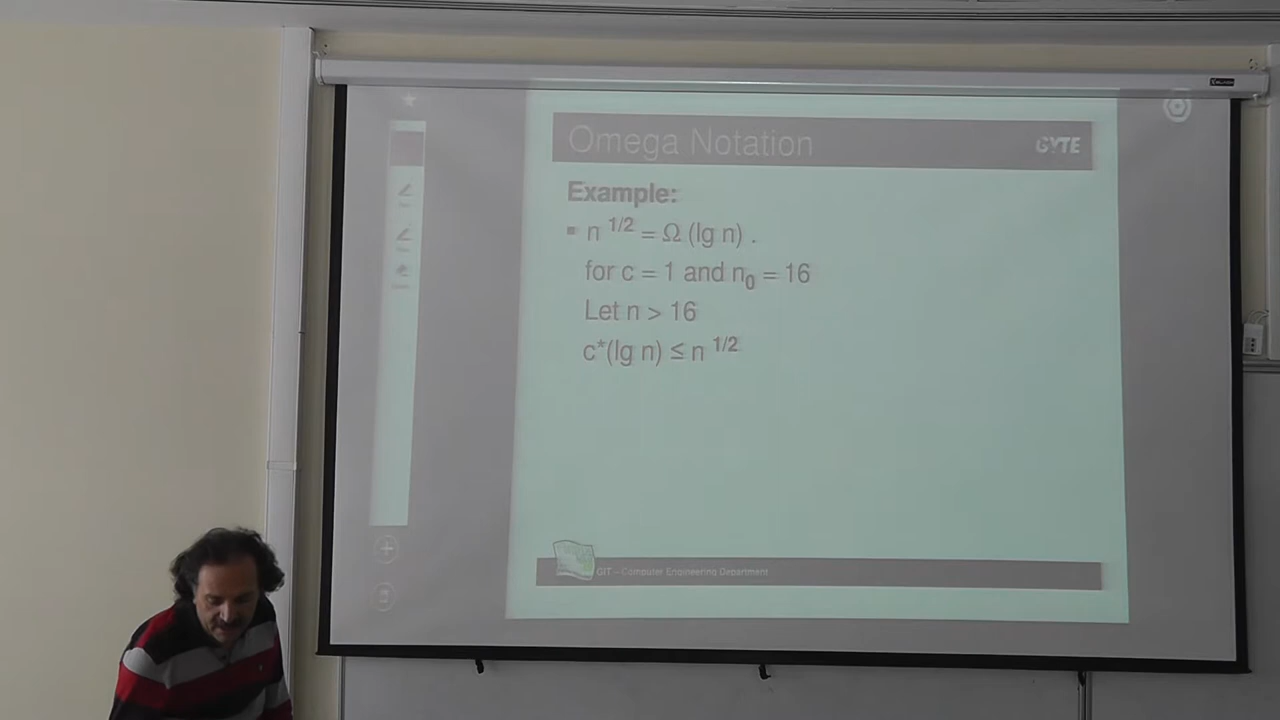 Omega Notation
GYTE
Example:
▪ n 1/2 = Ω (lg n) .
for c = 1 and n0 = 16
Let n > 16
c*(lg n) ≤ n 1/2
GIT – Computer Engineering Department